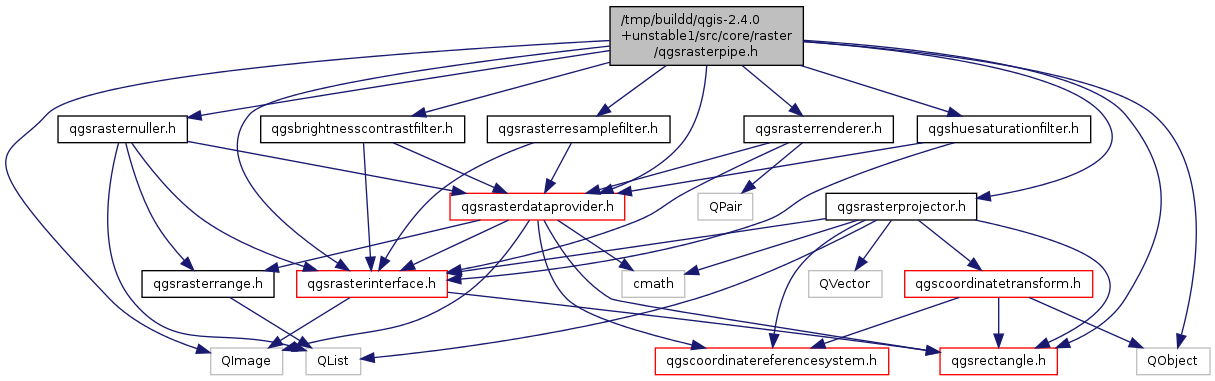 /tmp/buildd/qgis-2.4.0
+unstable1/src/core/raster
/qgsrasterpipe.h
qgsrasternuller.h
qgsbrightnesscontrastfilter.h
qgsrasterresamplefilter.h
qgsrasterrenderer.h
qgshuesaturationfilter.h
qgsrasterdataprovider.h
QPair
qgsrasterprojector.h
qgsrasterrange.h
qgsrasterinterface.h
cmath
QVector
qgscoordinatetransform.h
QImage
QList
qgscoordinatereferencesystem.h
qgsrectangle.h
QObject